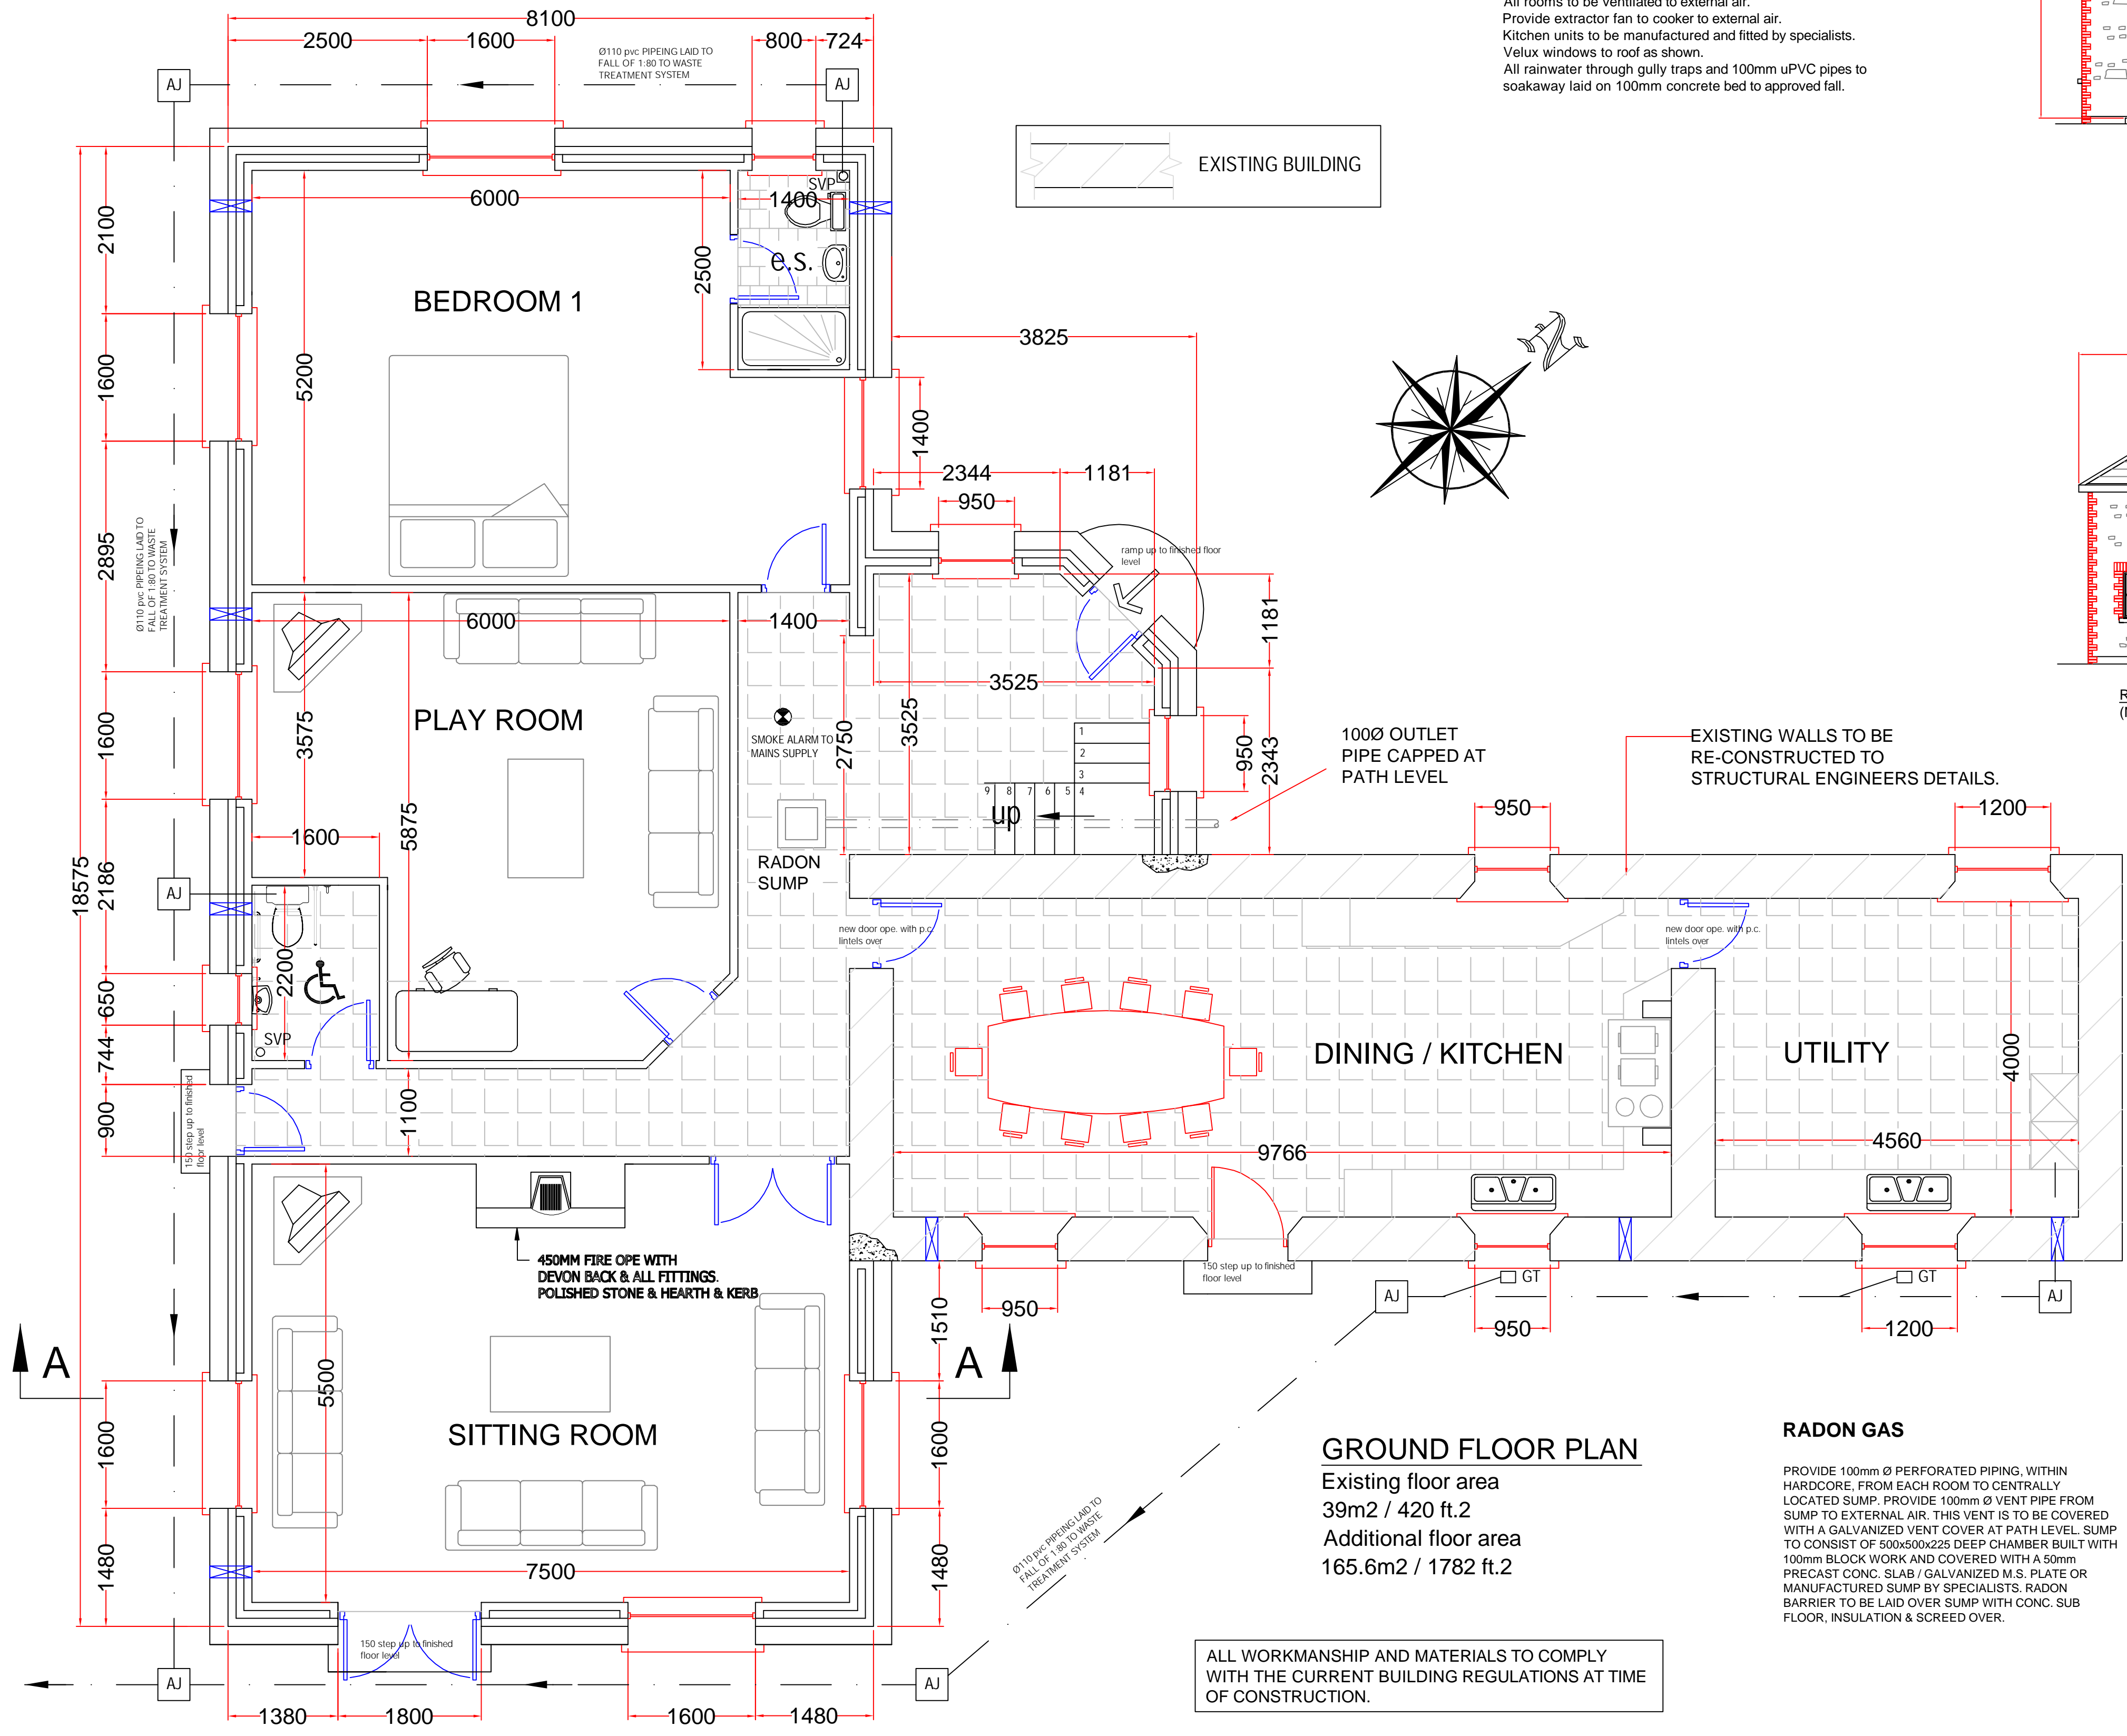 All rooms to be ventilated to external air.
Provide extractor fan to cooker to external air.
Kitchen units to be manufactured and fitted by specialists.
Velux windows to roof as shown.
All rainwater through gully traps and 100mm uPVC pipes to
soakaway laid on 100mm concrete bed to approved fall.
8100
2500
1600
800
724
Ø110 pvc PIPEING LAID TO
FALL OF 1:80 TO WASTE
TREATMENT SYSTEM
AJ
AJ
EXISTING BUILDING
SVP
6000
1400
2100
2500
e.s.
BEDROOM 1
3825
N
1600
5200
1400
2344
1181
950
2895
Ø110 pvc PIPEING LAID TO
FALL OF 1:80 TO WASTE
TREATMENT SYSTEM
ramp up to finished floor
level
6000
1400
1181
3525
PLAY ROOM
3575
1600
SMOKE ALARM TO
MAINS SUPPLY
2750
3525
1
2
3
4
9 8 7 6 5
up
950
2343
100Ø OUTLET
PIPE CAPPED AT
PATH LEVEL
EXISTING WALLS TO BE
RE-CONSTRUCTED TO
STRUCTURAL ENGINEERS DETAILS.
950
1200
1600
5875
RADON
SUMP
18575
2186
AJ
new door ope. with p.c.
lintels over
new door ope. with p.c.
lintels over
2200
650
SVP
744
DINING / KITCHEN
UTILITY
4000
900
150 step up to finished
floor level
1100
9766
4560
450MM FIRE OPE WITH
DEVON BACK & ALL FITTINGS.
POLISHED STONE & HEARTH & KERB
150 step up to finished
floor level
GT
GT
AJ
AJ
950
1510
950
1200
A
A
5500
SITTING ROOM
1600
1600
GROUND FLOOR PLAN
Existing floor area
39m2 / 420 ft.2
Additional floor area
165.6m2 / 1782 ft.2
RADON GAS
PROVIDE 100mm Ø PERFORATED PIPING, WITHIN
HARDCORE, FROM EACH ROOM TO CENTRALLY
LOCATED SUMP. PROVIDE 100mm Ø VENT PIPE FROM
SUMP TO EXTERNAL AIR. THIS VENT IS TO BE COVERED
WITH A GALVANIZED VENT COVER AT PATH LEVEL. SUMP
TO CONSIST OF 500x500x225 DEEP CHAMBER BUILT WITH
100mm BLOCK WORK AND COVERED WITH A 50mm
PRECAST CONC. SLAB / GALVANIZED M.S. PLATE OR
MANUFACTURED SUMP BY SPECIALISTS. RADON
BARRIER TO BE LAID OVER SUMP WITH CONC. SUB
FLOOR, INSULATION & SCREED OVER.
Ø110 pvc PIPEING LAID TO
FALL OF 1:80 TO WASTE
TREATMENT SYSTEM
1480
7500
1480
150 step up to finished
floor level
AJ
AJ
1380
1800
1600
1480
ALL WORKMANSHIP AND MATERIALS TO COMPLY
WITH THE CURRENT BUILDING REGULATIONS AT TIME
OF CONSTRUCTION.